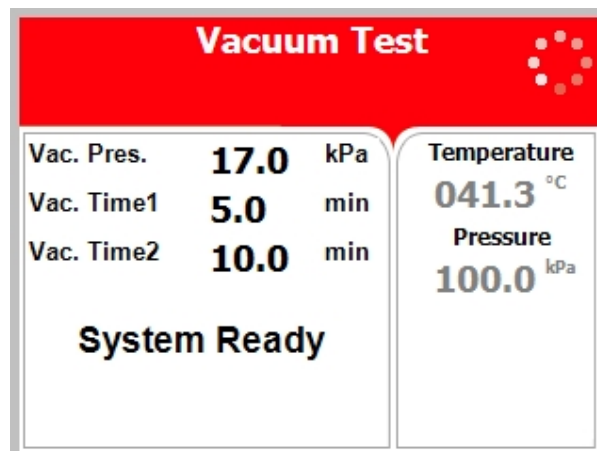 Vacuum Test
Vac. Pres. 17.0 kPa
Vac. Time1 5.0 min
Vac. Time2 10.0 min
System Ready
Temperature
041.3 °C
Pressure
100.0 kPa